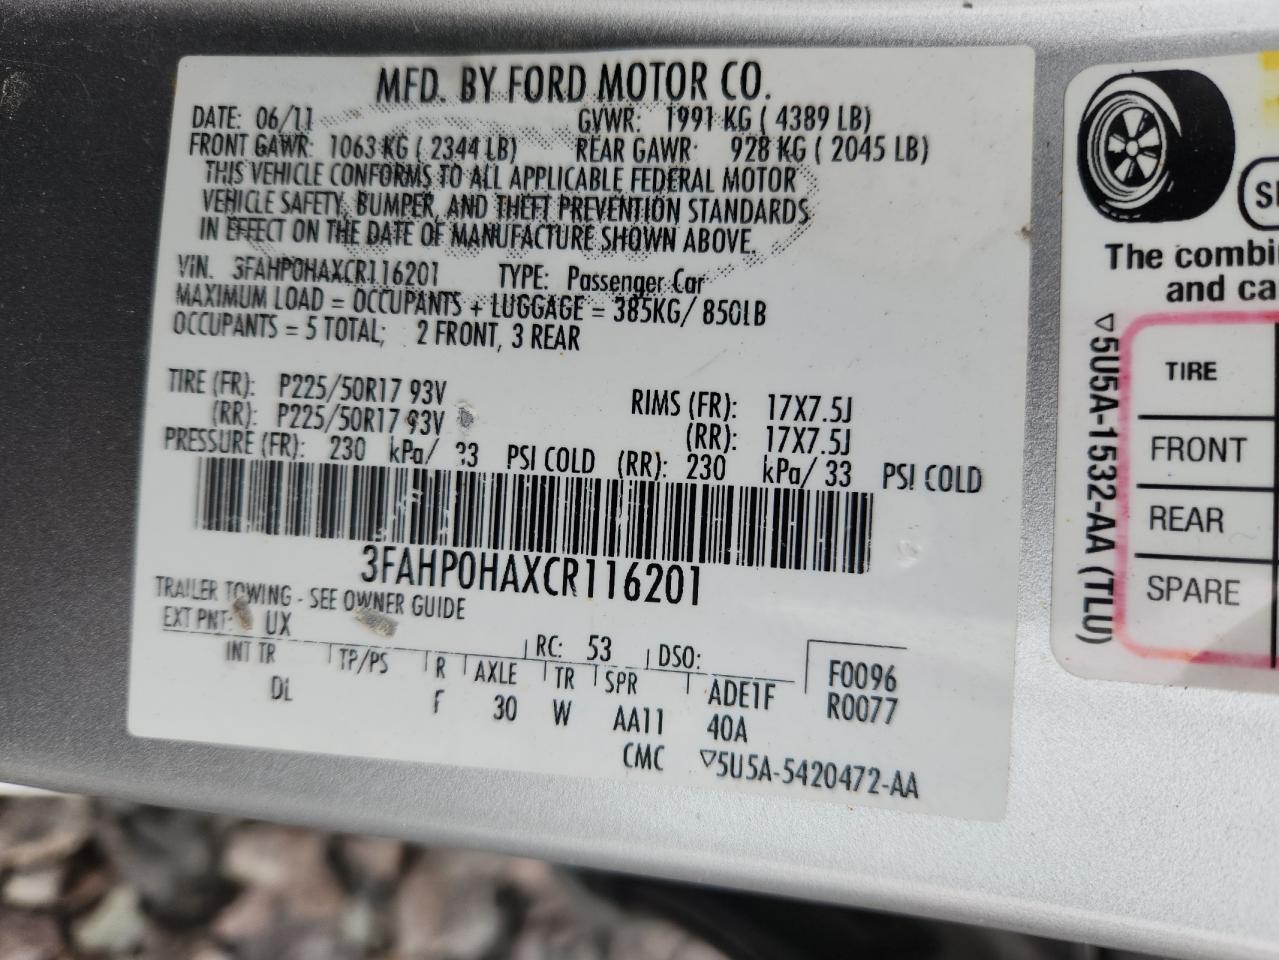 MFD. BY FORD MOTOR CO.
DATE: 06/11 GVWR: 1991 KG ( 4389 LB)
FRONT GAWR: 1063 KG ( 2344 LB) REAR GAWR: 928 KG ( 2045 LB)
THIS VEHICLE CONFORMS TO ALL APPLICABLE FEDERAL MOTOR
VEHICLE SAFETY, BUMPER, AND THEFT PREVENTION STANDARDS
IN EFFECT ON THE DATE OF MANUFACTURE SHOWN ABOVE.
VIN. 3FAHP0HAXCR116201 TYPE: Passenger Car
MAXIMUM LOAD = OCCUPANTS + LUGGAGE = 385KG/ 850LB
OCCUPANTS = 5 TOTAL; 2 FRONT, 3 REAR
TIRE (FR): P225/50R17 93V RIMS (FR): 17X7.5J
(RR): P225/50R17 93V (RR): 17X7.5J
PRESSURE (FR): 230 kPa/ 33 PSI COLD (RR): 230 kPa/ 33 PSI COLD
3FAHP0HAXCR116201
TRAILER TOWING - SEE OWNER GUIDE
EXT PNT: UX RC: 53 DSO:
INT TR TP/PS R AXLE TR SPR ADE1F
DL F 30 W AA11 40A
F0096
R0077
CMC ▽5U5A-5420472-AA
The combi
and ca
▽5U5A-1532-AA (TLU)
TIRE
FRONT
REAR
SPARE